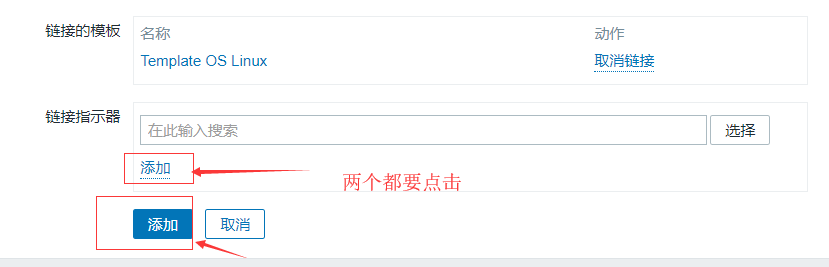 链接的模板 名称 动作
Template OS Linux 取消链接
链接指示器 在此输入搜索 选择
添加
两个都要点击
添加 取消